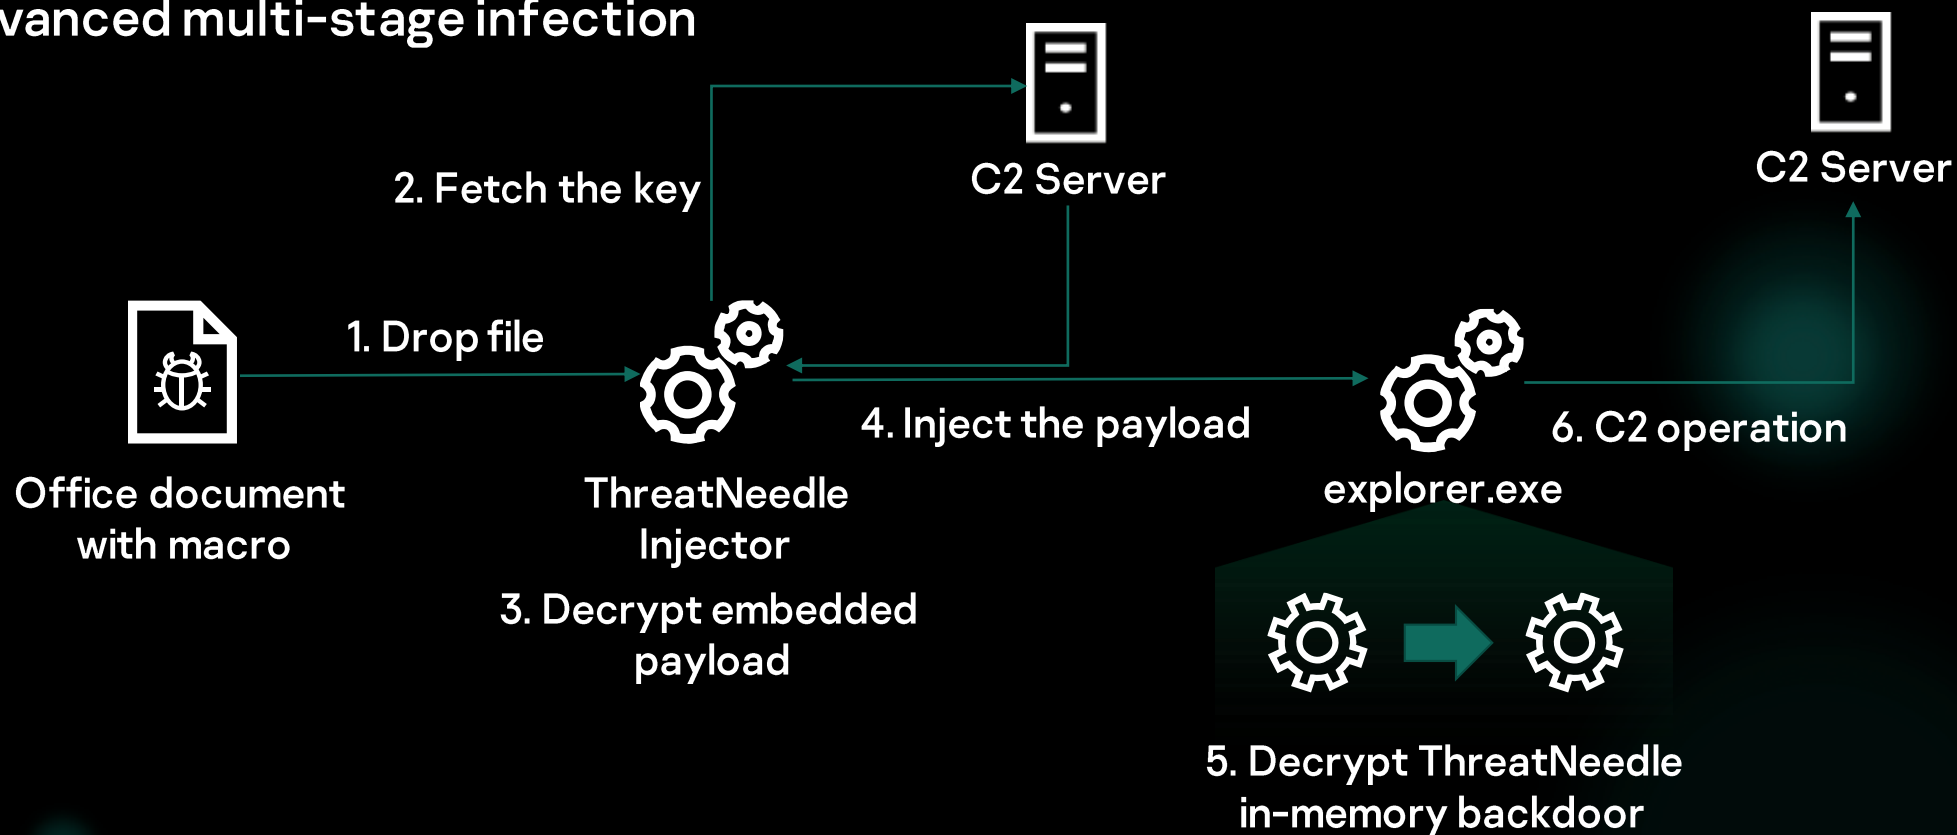 vanced multi-stage infection
C2 Server
C2 Server
2. Fetch the key
1. Drop file
4. Inject the payload
6. C2 operation
Office document
with macro
ThreatNeedle
Injector
explorer.exe
3. Decrypt embedded
payload
5. Decrypt ThreatNeedle
in-memory backdoor